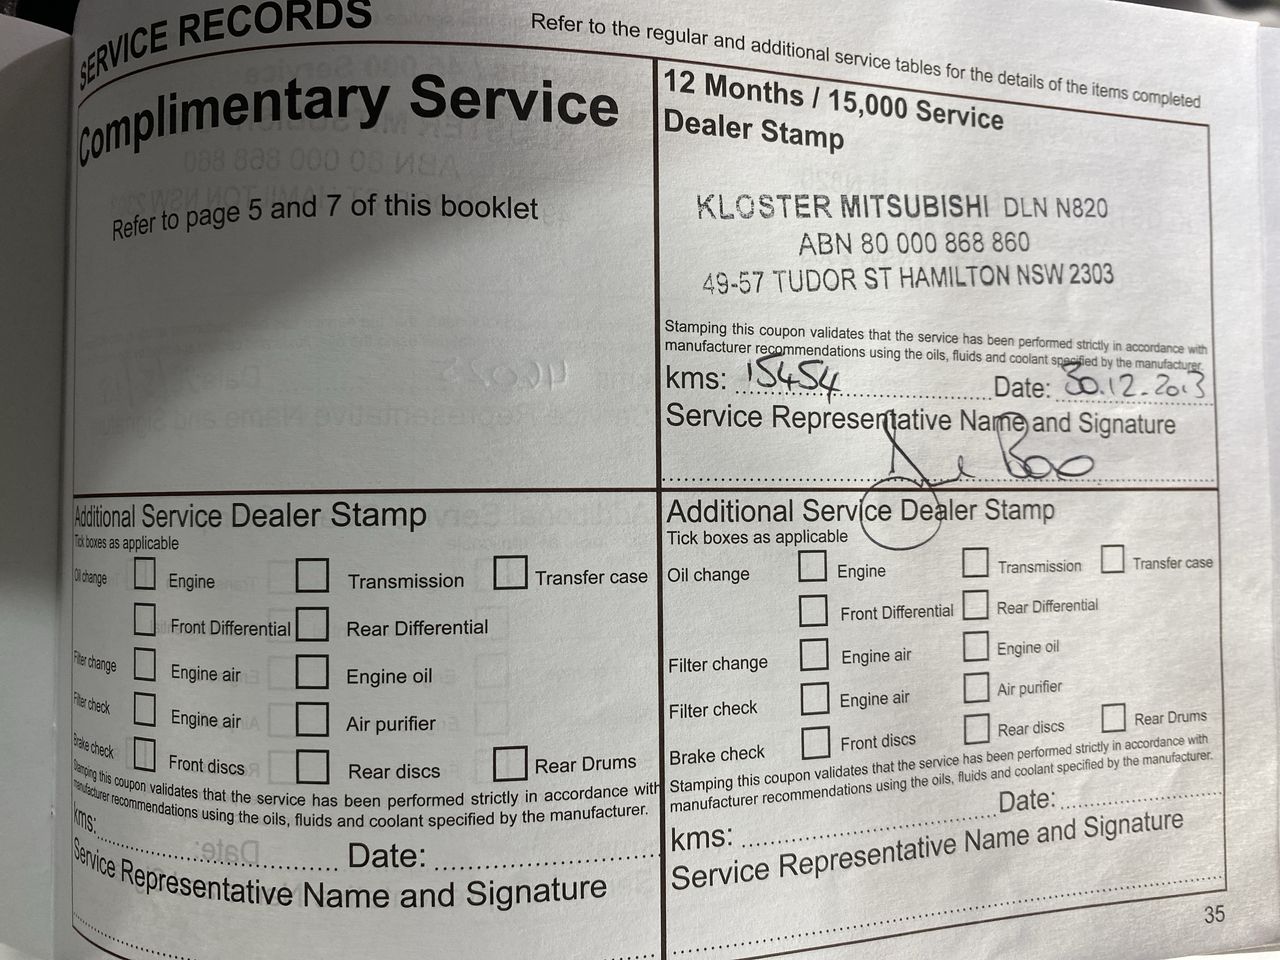 SERVICE RECORDS
Refer to the regular and additional service tables for the details of the items completed
Complimentary Service
Refer to page 5 and 7 of this booklet
12 Months / 15,000 Service
Dealer Stamp
KLOSTER MITSUBISHI DLN N820
ABN 80 000 868 860
49-57 TUDOR ST HAMILTON NSW 2303
Stamping this coupon validates that the service has been performed strictly in accordance with
manufacturer recommendations using the oils, fluids and coolant specified by the manufacturer.
kms: 15454 Date: 30.12.2013
Service Representative Name and Signature
Additional Service Dealer Stamp
Tick boxes as applicable
Oil change Engine Transmission Transfer case
Front Differential Rear Differential
Filter change Engine air Engine oil
Filter check Engine air Air purifier
Brake check Front discs Rear discs Rear Drums
Stamping this coupon validates that the service has been performed strictly in accordance with
manufacturer recommendations using the oils, fluids and coolant specified by the manufacturer.
kms: Date:
Service Representative Name and Signature
Additional Service Dealer Stamp
Tick boxes as applicable
Oil change Engine Transmission Transfer case
Front Differential Rear Differential
Filter change Engine air Engine oil
Filter check Engine air Air purifier
Brake check Front discs Rear discs Rear Drums
Stamping this coupon validates that the service has been performed strictly in accordance with
manufacturer recommendations using the oils, fluids and coolant specified by the manufacturer.
kms: Date:
Service Representative Name and Signature
35